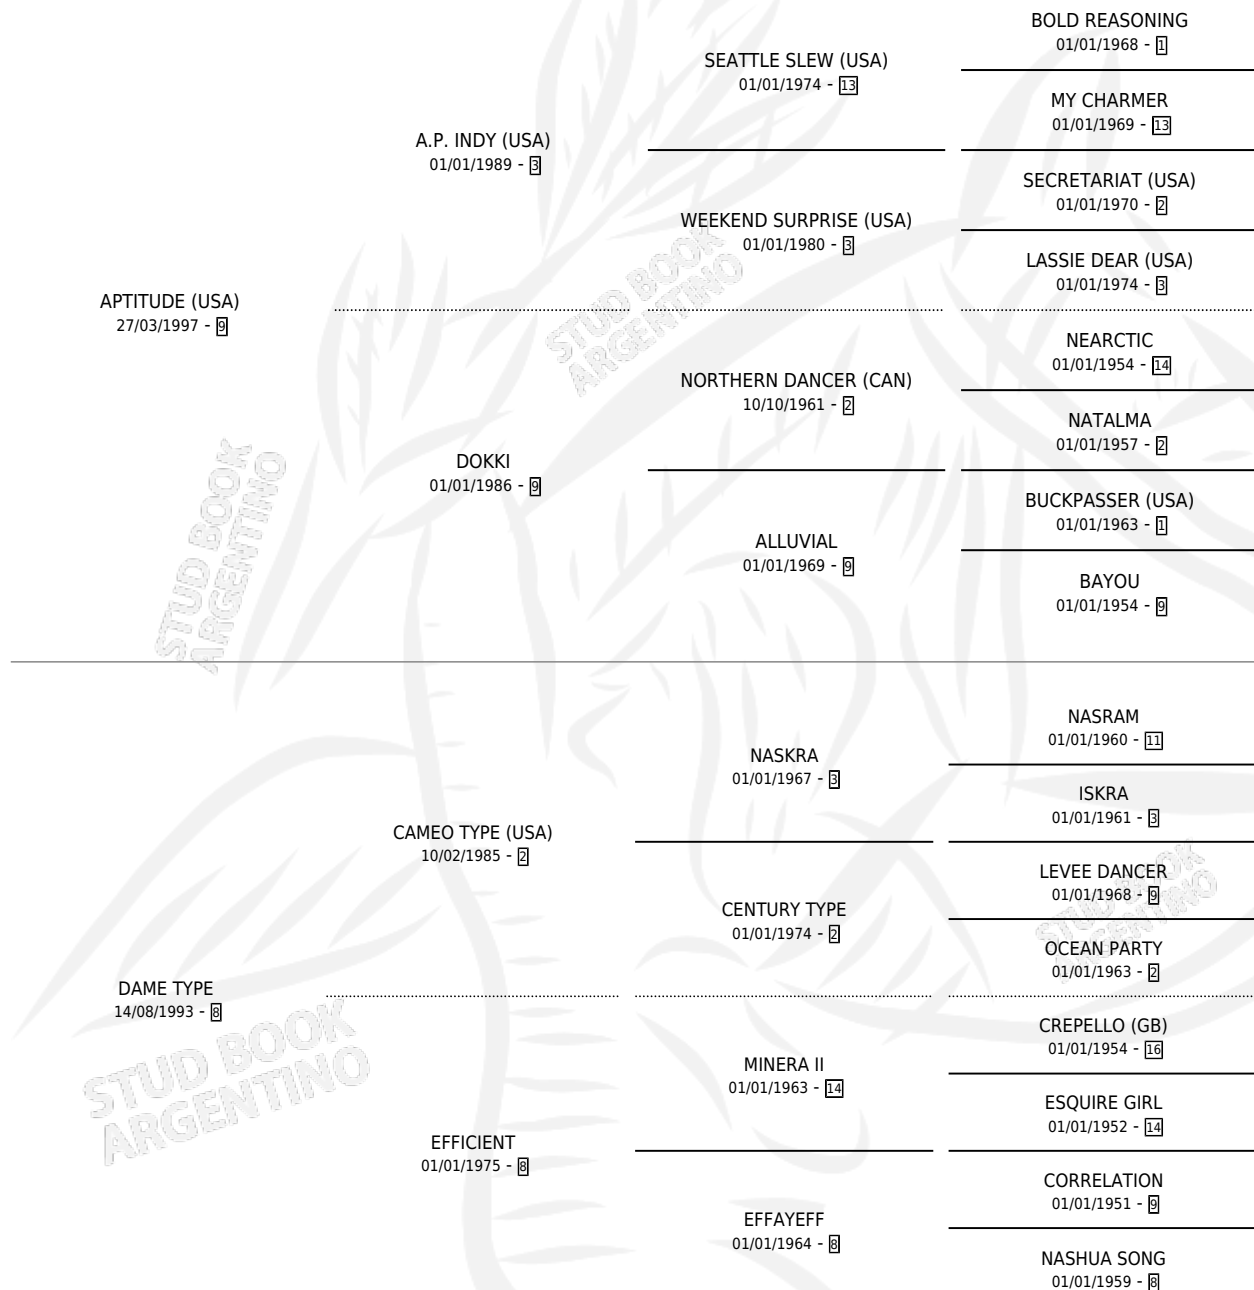 BOLD REASONING
01/01/1968 - 1
SEATTLE SLEW (USA)
01/01/1974 - 13
MY CHARMER
01/01/1969 - 13
A.P. INDY (USA)
01/01/1989 - 3
SECRETARIAT (USA)
01/01/1970 - 2
WEEKEND SURPRISE (USA)
01/01/1980 - 3
LASSIE DEAR (USA)
01/01/1974 - 3
APTITUDE (USA)
27/03/1997 - 9
NEARCTIC
01/01/1954 - 14
NORTHERN DANCER (CAN)
10/10/1961 - 2
NATALMA
01/01/1957 - 2
DOKKI
01/01/1986 - 9
BUCKPASSER (USA)
01/01/1963 - 1
ALLUVIAL
01/01/1969 - 9
BAYOU
01/01/1954 - 9
NASRAM
01/01/1960 - 11
NASKRA
01/01/1967 - 3
ISKRA
01/01/1961 - 3
CAMEO TYPE (USA)
10/02/1985 - 2
LEVEE DANCER
01/01/1968 - 9
CENTURY TYPE
01/01/1974 - 2
OCEAN PARTY
01/01/1963 - 2
DAME TYPE
14/08/1993 - 8
CREPELLO (GB)
01/01/1954 - 16
MINERA II
01/01/1963 - 14
ESQUIRE GIRL
01/01/1952 - 14
EFFICIENT
01/01/1975 - 8
CORRELATION
01/01/1951 - 9
EFFAYEFF
01/01/1964 - 8
NASHUA SONG
01/01/1959 - 8
STUD BOOK
ARGENTINO
STUD BOOK
ARGENTINO
STUD BOOK
ARGENTINO
STUD BOOK
ARGENTINO